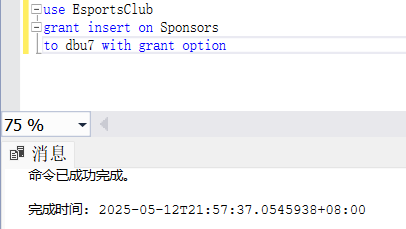 use EsportsClub
grant insert on Sponsors
to dbu7 with grant option
75 %
消息
命令已成功完成。
完成时间: 2025-05-12T21:57:37.0545938+08:00